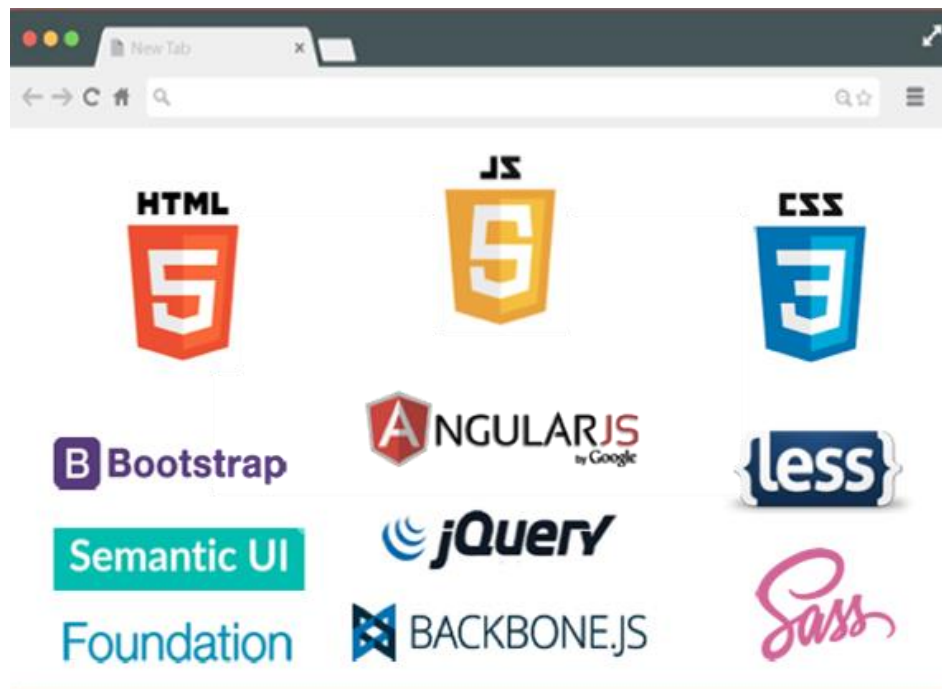 New Tab
HTML
5
JS
5
CSS
3
Bootstrap
B
Semantic UI
Foundation
ANGULARJS
by Google
jQuery
BACKBONE.JS
{less}
Sass